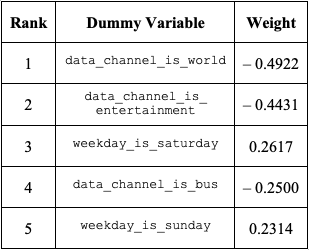 Rank Dummy Variable Weight
1 data_channel_is_world − 0.4922
2 data_channel_is_
entertainment − 0.4431
3 weekday_is_saturday 0.2617
4 data_channel_is_bus − 0.2500
5 weekday_is_sunday 0.2314